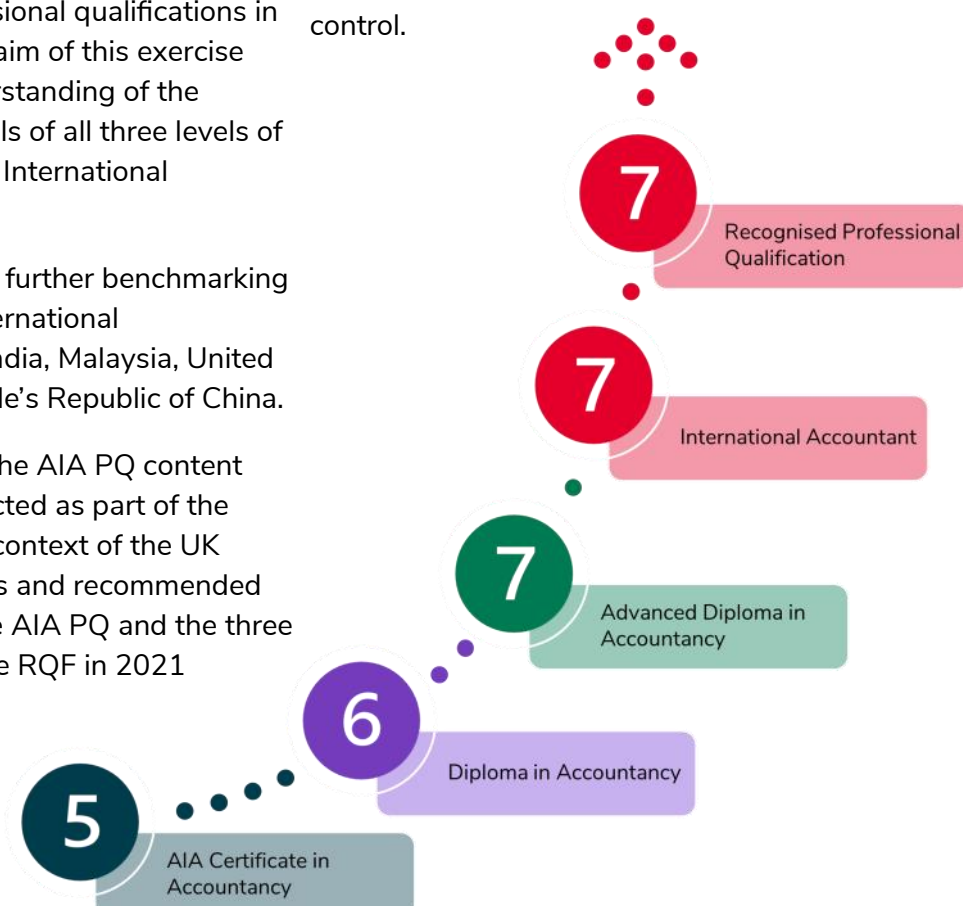 sional qualifications in
aim of this exercise
rstanding of the
ls of all three levels of
International
further benchmarking
ernational
ndia, Malaysia, United
le's Republic of China.
he AIA PQ content
cted as part of the
context of the UK
s and recommended
e AIA PQ and the three
e RQF in 2021
control.
7
Recognised Professional
Qualification
7
International Accountant
7
Advanced Diploma in
Accountancy
6
Diploma in Accountancy
5
AIA Certificate in
Accountancy